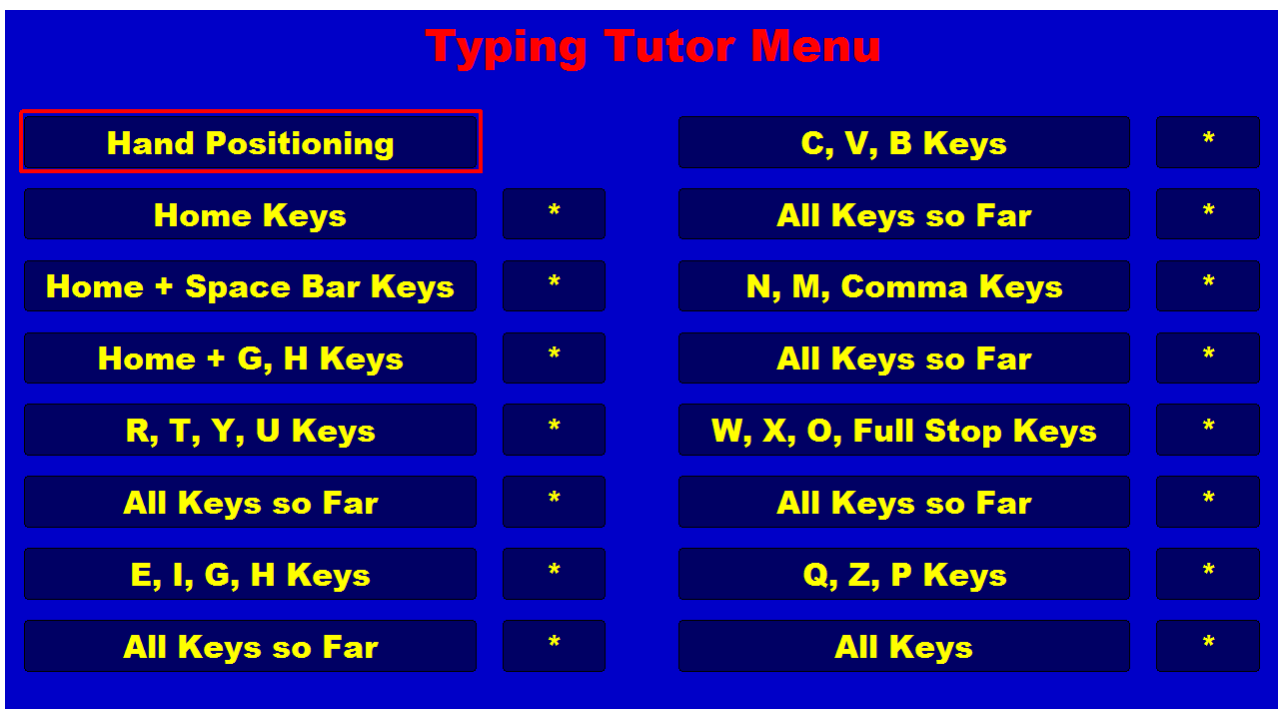 Typing Tutor Menu
Hand Positioning
Home Keys *
Home + Space Bar Keys *
Home + G, H Keys *
R, T, Y, U Keys *
All Keys so Far *
E, I, G, H Keys *
All Keys so Far *
C, V, B Keys *
All Keys so Far *
N, M, Comma Keys *
All Keys so Far *
W, X, O, Full Stop Keys *
All Keys so Far *
Q, Z, P Keys *
All Keys *